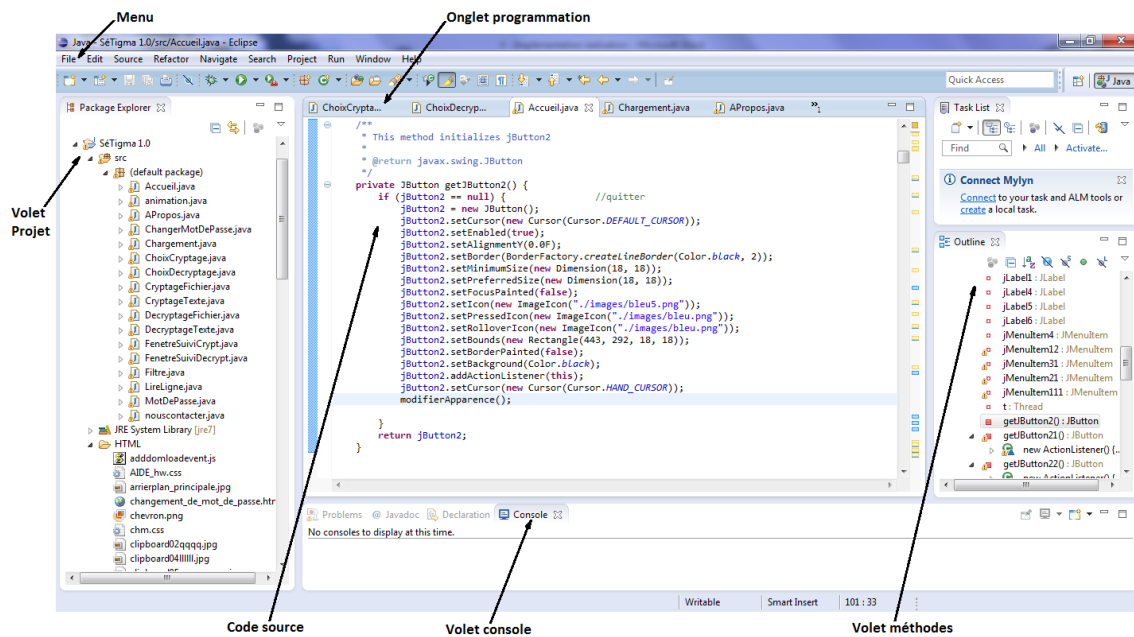 Menu
Onglet programmation
Java - SéTigma 1.0/src/Accueil.java - Eclipse
File Edit Source Refactor Navigate Search Project Run Window Help
Quick Access
Java
Package Explorer
SéTigma 1.0
src
(default package)
Accueil.java
animation.java
APropos.java
ChangerMotDePasse.java
Chargement.java
ChoixCryptage.java
ChoixDecryptage.java
CryptageFichier.java
CryptageTexte.java
DecryptageFichier.java
DecryptageTexte.java
FenetreSuiviCrypt.java
FenetreSuiviDecrypt.java
Filtre.java
LireLigne.java
MotDePasse.java
nouscontacter.java
JRE System Library [jre7]
HTML
adddomloadevent.js
AIDE_hw.css
arrierplan_principale.jpg
changement_de_mot_de_passe.htr
chevron.png
chm.css
clipboard02qqqq.jpg
clipboard04llllll.jpg
Volet
Projet
ChoixCrypta... ChoixDecryp... Accueil.java Chargement.java APropos.java »1
/**
* This method initializes jButton2
*
* @return javax.swing.JButton
*/
private JButton getJButton2() {
if (jButton2 == null) { //quitter
jButton2 = new JButton();
jButton2.setCursor(new Cursor(Cursor.DEFAULT_CURSOR));
jButton2.setEnabled(true);
jButton2.setAlignmentY(0.0F);
jButton2.setBorder(BorderFactory.createLineBorder(Color.black, 2));
jButton2.setMinimumSize(new Dimension(18, 18));
jButton2.setPreferredSize(new Dimension(18, 18));
jButton2.setFocusPainted(false);
jButton2.setIcon(new ImageIcon("./images/bleu5.png"));
jButton2.setPressedIcon(new ImageIcon("./images/bleu.png"));
jButton2.setRolloverIcon(new ImageIcon("./images/bleu.png"));
jButton2.setBounds(new Rectangle(443, 292, 18, 18));
jButton2.setBorderPainted(false);
jButton2.setBackground(Color.black);
jButton2.addActionListener(this);
jButton2.setCursor(new Cursor(Cursor.HAND_CURSOR));
modifierApparence();
}
return jButton2;
}
Problems @ Javadoc Declaration Console
No consoles to display at this time.
Task List
Find All Activate...
Connect Mylyn
Connect to your task and ALM tools or
create a local task.
Outline
jLabel1 : JLabel
jLabel4 : JLabel
jLabel5 : JLabel
jLabel6 : JLabel
jMenuItem4 : JMenuItem
jMenuItem12 : JMenuItem
jMenuItem31 : JMenuItem
jMenuItem21 : JMenuItem
jMenuItem111 : JMenuItem
t : Thread
getJButton2() : JButton
getJButton21() : JButton
new ActionListener() {...
getJButton22() : JButton
new ActionListener() {
Writable Smart Insert 101 : 33
Code source
Volet console
Volet méthodes